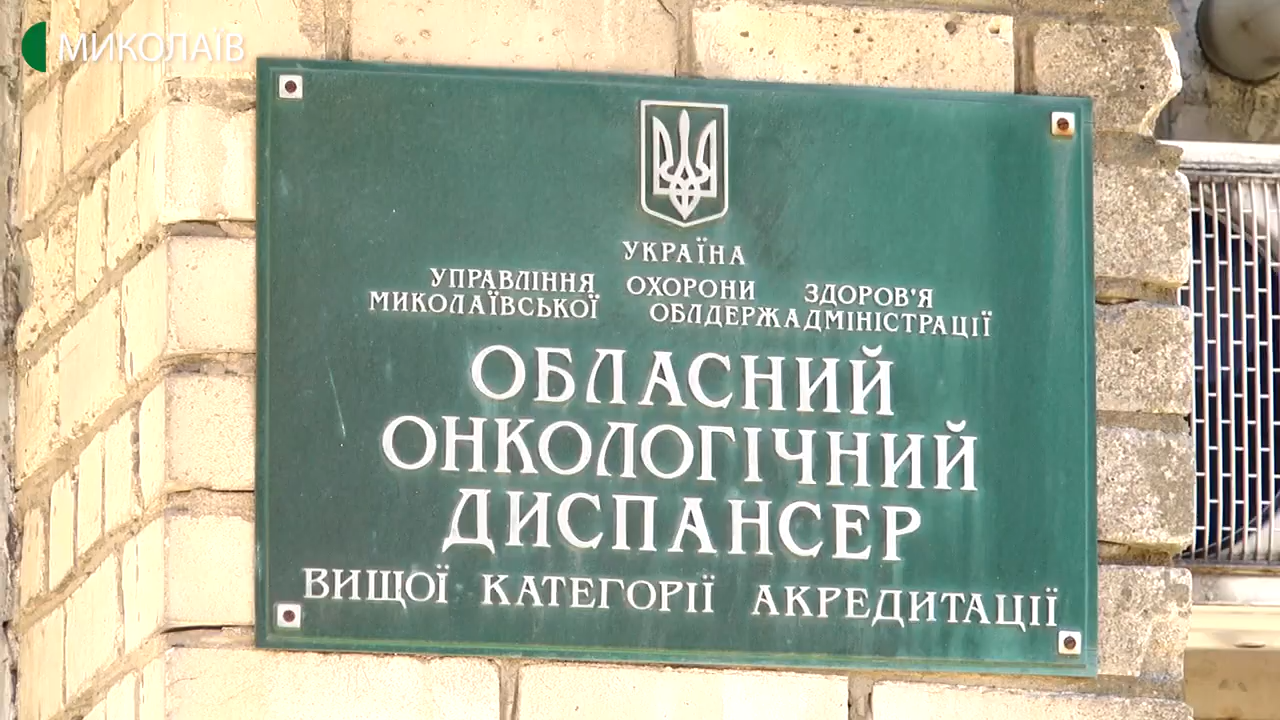 МИКОЛАЇВ
УКРАЇНА
УПРАВЛІННЯ ОХОРОНИ ЗДОРОВ'Я
МИКОЛАЇВСЬКОЇ ОБЛДЕРЖАДМІНІСТРАЦІЇ
ОБЛАСНИЙ
ОНКОЛОГІЧНИЙ
ДИСПАНСЕР
ВИЩОЇ КАТЕГОРІЇ АКРЕДИТАЦІЇ